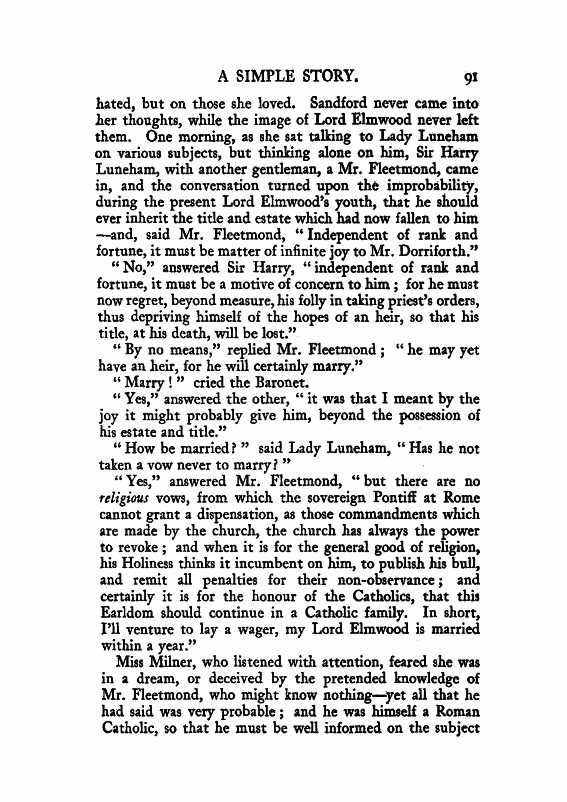 A SIMPLE STORY. 91
hated, but on those she loved. Sandford never came into
her thoughts, while the image of Lord Elmwood never left
them. One morning, as she sat talking to Lady Luneham
on various subjects, but thinking alone on him, Sir Harry
Luneham, with another gentleman, a Mr. Fleetmond, came
in, and the conversation turned upon the improbability,
during the present Lord Elmwood's youth, that he should
ever inherit the title and estate which had now fallen to him
—and, said Mr. Fleetmond, “Independent of rank and
fortune, it must be matter of infinite joy to Mr. Dorriforth.”
“No,” answered Sir Harry, “independent of rank and
fortune, it must be a motive of concern to him; for he must
now regret, beyond measure, his folly in taking priest's orders,
thus depriving himself of the hopes of an heir, so that his
title, at his death, will be lost.”
“By no means,” replied Mr. Fleetmond; “he may yet
have an heir, for he will certainly marry.”
“Marry!” cried the Baronet.
“Yes,” answered the other, “it was that I meant by the
joy it might probably give him, beyond the possession of
his estate and title.”
“How be married?” said Lady Luneham, “Has he not
taken a vow never to marry?”
“Yes,” answered Mr. Fleetmond, “but there are no
religious vows, from which the sovereign Pontiff at Rome
cannot grant a dispensation, as those commandments which
are made by the church, the church has always the power
to revoke; and when it is for the general good of religion,
his Holiness thinks it incumbent on him, to publish his bull,
and remit all penalties for their non-observance; and
certainly it is for the honour of the Catholics, that this
Earldom should continue in a Catholic family. In short,
I'll venture to lay a wager, my Lord Elmwood is married
within a year.”
Miss Milner, who listened with attention, feared she was
in a dream, or deceived by the pretended knowledge of
Mr. Fleetmond, who might know nothing—yet all that he
had said was very probable; and he was himself a Roman
Catholic, so that he must be well informed on the subject